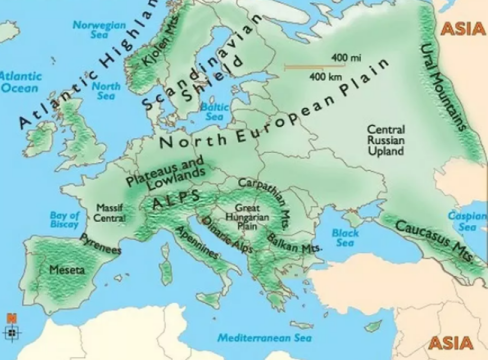 Norwegian
Sea
ASIA
Kjolen Mts.
Atlantic Highlan
Scandinavian
Shield
Atlantic
Ocean
North
Sea
400 mi
400 km
Ural Mountains
Baltic
Sea
North European Plain
Central
Russian
Upland
Plateaus and
Lowlands
ALPS
Carpathian Mts.
Massif
Central
Great
Hungarian
Plain
Bay of
Biscay
Pyrenees
Apennines
Dinaric Alps
Balkan Mts.
Black
Sea
Caucasus Mts.
Caspian
Sea
Meseta
N
Mediterranean Sea
ASIA